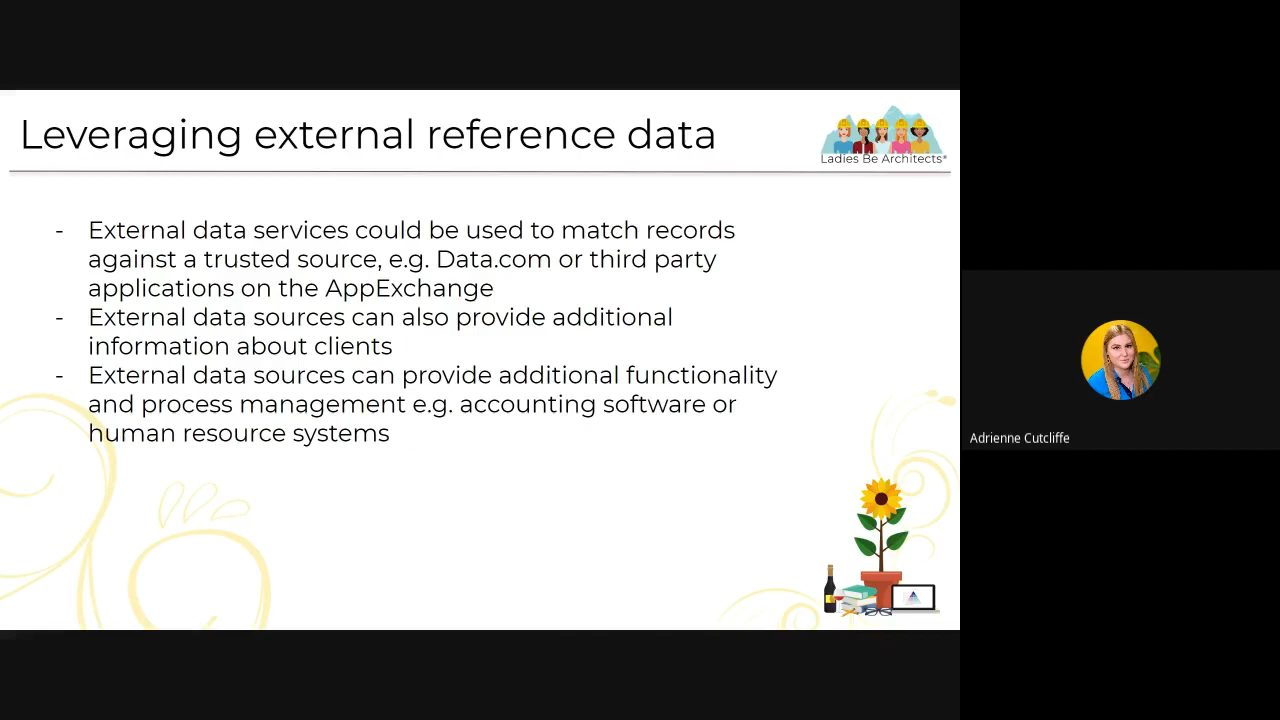 Leveraging external reference data
Ladies Be Architects*
- External data services could be used to match records
against a trusted source, e.g. Data.com or third party
applications on the AppExchange
- External data sources can also provide additional
information about clients
- External data sources can provide additional functionality
and process management e.g. accounting software or
human resource systems
Adrienne Cutcliffe